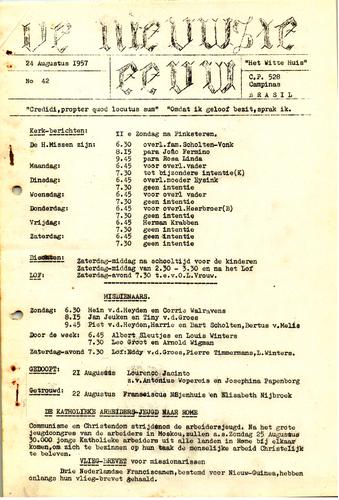 DE NIEUWSTE
EEUW
24 Augustus 1957
No 42
"Het Witte Huis"
C.P. 528
Campinas
BRASIL
"Credidi,propter quod locutus sum" "Omdat ik geloof bezit,sprak ik.
Kerk-berichten: II e Zondag na Pinksteren.
De H.Missen zijn: 6.30 overl.fam.Scholten-Vonk
8.15 para João Fermino
9.45 para Rosa Linda
Maandag: 6.45 voor overl.vader
7.30 tot bijzondere intentie(K)
Dinsdag: 6.45 overl.moeder Eysink
7.30 geen intentie
Woensdag: 6.45 voor overl vader
7.30 geen intentie
Donderdag: 6.45 voor overl.Heerbroer(B)
7.30 geen intentie
Vrijdag: 6.45 Herman Krabben
7.30 geen intentie
Zaterdag: 6.45 geen intentie
7.30 geen intentie
Biechten: Zaterdag-middag na schooltijd voor de kinderen
Zaterdag-middag van 2.30 - 3.30 en na het Lof
LOF: Zaterdag-avond 7.30 t.e.v.O.L.Vrouw.
MISDIENAARS.
Zondag: 6.30 Hein v.d.Heyden en Corrie Walravens
8.15 Jan Jeuken en Tiny v.d.Groes
9.45 Piet v.d.Heyden,Harrie en Bart Scholten,Bertus v.Melis
Door de week: 6.45 Albert Sleutjes en Louis Winters
7.30 Leo Groot en Arnold Wigman
Zaterdag-avond 7.30 Lof:Eddy v.d.Groes,Pierre Timmermans,L.Winters.
GEDOOPT: 21 Augustus Lourenco Jacinto
z.v.Antonius Wopereis en Josephina Papenborg
Getrouwd: 22 Augustus Franciscus Mijenhuis en Elisabeth Nijbroek
DE KATHOLIEKE ARBEIDERS-JEUGD NAAR ROME
Communisme en Christendom strijden om de arbeidersjeugd. Na het grote
jeugdcongres van de arbeiders in Moskou,zullen a.s.Zondag 25 Augustus
30.000 jonge Katholieke arbeiders uit alle landen in Rome bij elkaar
komen,om zich te bezinnen op hun taak de menselijke arbeid Christelijk
te beleven.
VLIEG-BREVET voor missionarissen
Drie Nederlandse Franciscanen,bestemd voor Nieuw-Guinea,hebben
onlangs hun vlieg-brevet gehaald.